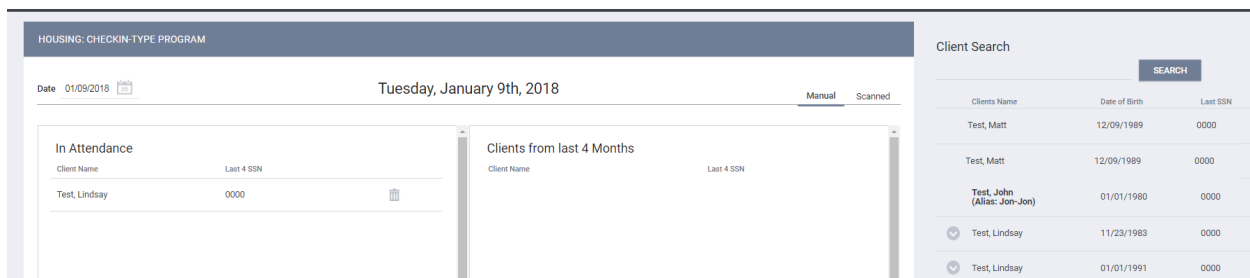 HOUSING: CHECKIN-TYPE PROGRAM
Date 01/09/2018
Tuesday, January 9th, 2018
Manual Scanned
In Attendance
Client Name Last 4 SSN
Test, Lindsay 0000
Clients from last 4 Months
Client Name Last 4 SSN
Client Search
SEARCH
Clients Name Date of Birth Last SSN
Test, Matt 12/09/1989 0000
Test, Matt 12/09/1989 0000
Test, John
(Alias: Jon-Jon) 01/01/1980 0000
Test, Lindsay 11/23/1983 0000
Test, Lindsay 01/01/1991 0000